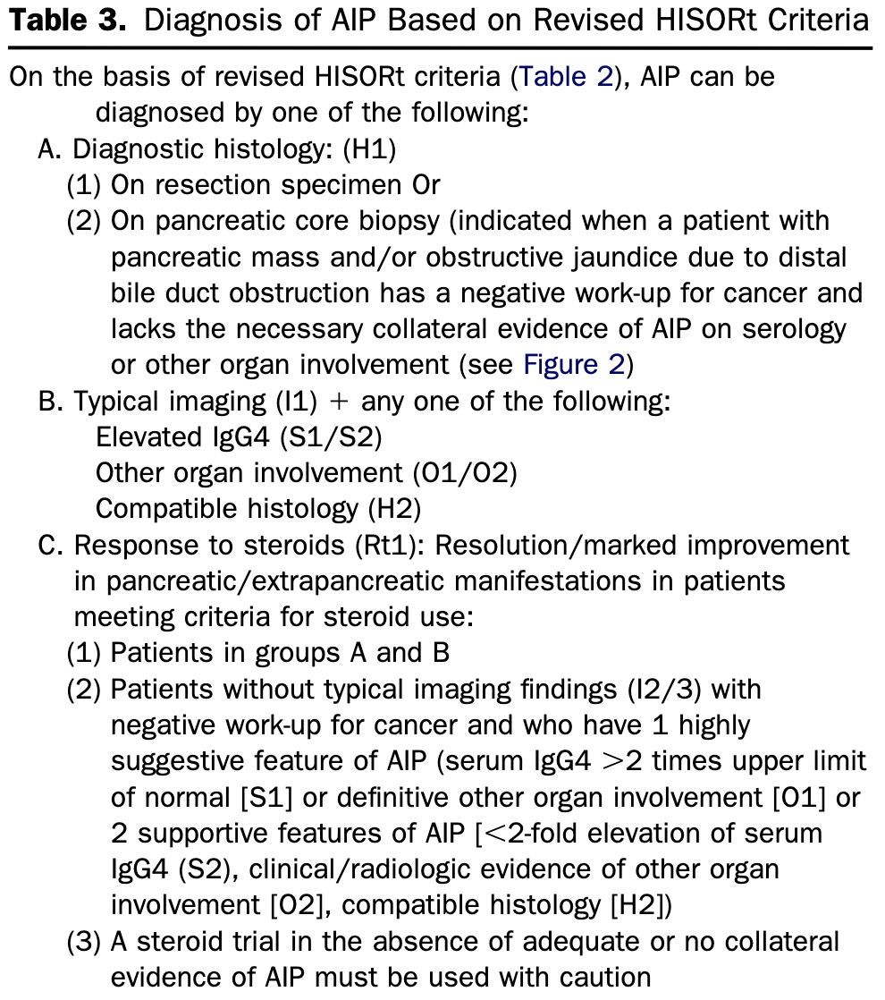 Table 3. Diagnosis of AIP Based on Revised HISORt Criteria
On the basis of revised HISORt criteria (Table 2), AIP can be
diagnosed by one of the following:
A. Diagnostic histology: (H1)
(1) On resection specimen Or
(2) On pancreatic core biopsy (indicated when a patient with
pancreatic mass and/or obstructive jaundice due to distal
bile duct obstruction has a negative work-up for cancer and
lacks the necessary collateral evidence of AIP on serology
or other organ involvement (see Figure 2)
B. Typical imaging (I1) + any one of the following:
Elevated IgG4 (S1/S2)
Other organ involvement (O1/O2)
Compatible histology (H2)
C. Response to steroids (Rt1): Resolution/marked improvement
in pancreatic/extrapancreatic manifestations in patients
meeting criteria for steroid use:
(1) Patients in groups A and B
(2) Patients without typical imaging findings (I2/3) with
negative work-up for cancer and who have 1 highly
suggestive feature of AIP (serum IgG4 >2 times upper limit
of normal [S1] or definitive other organ involvement [O1] or
2 supportive features of AIP [<2-fold elevation of serum
IgG4 (S2), clinical/radiologic evidence of other organ
involvement [O2], compatible histology [H2])
(3) A steroid trial in the absence of adequate or no collateral
evidence of AIP must be used with caution